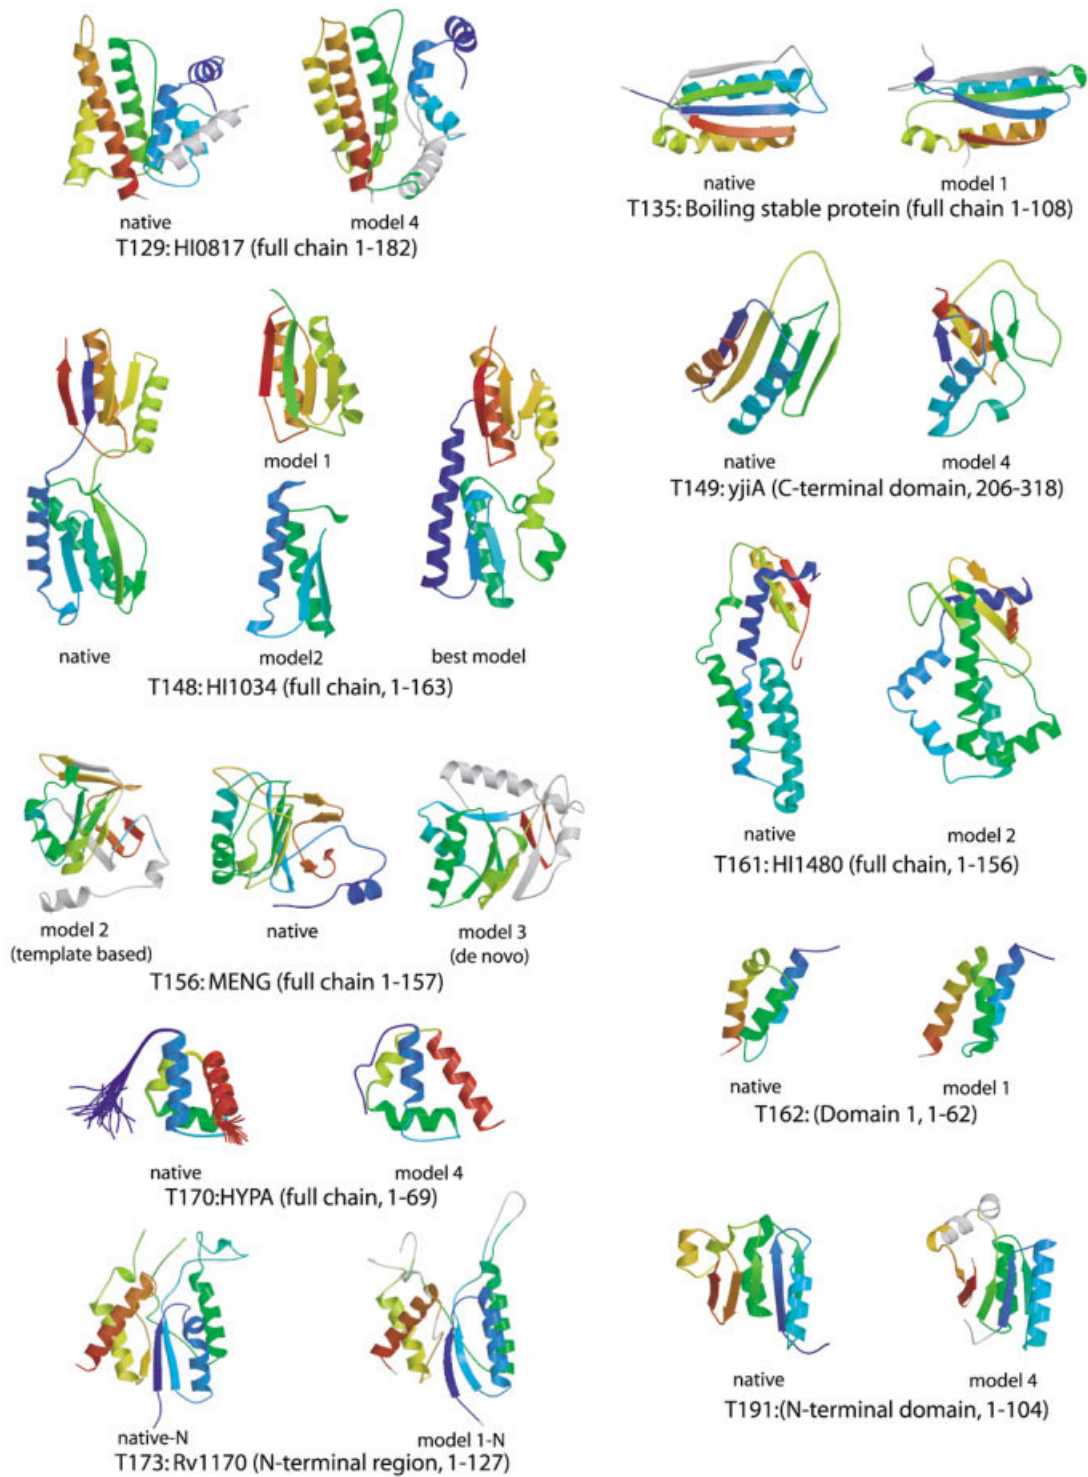 native
model 4
T129: HI0817 (full chain 1-182)
model 1
native
model2
best model
T148: HI1034 (full chain, 1-163)
model 2
(template based)
native
model 3
(de novo)
T156: MENG (full chain 1-157)
native
model 4
T170:HYPA (full chain, 1-69)
native-N
model 1-N
T173: Rv1170 (N-terminal region, 1-127)
native
model 1
T135: Boiling stable protein (full chain 1-108)
native
model 4
T149: yjiA (C-terminal domain, 206-318)
native
model 2
T161: HI1480 (full chain, 1-156)
native
model 1
T162: (Domain 1, 1-62)
native
model 4
T191:(N-terminal domain, 1-104)